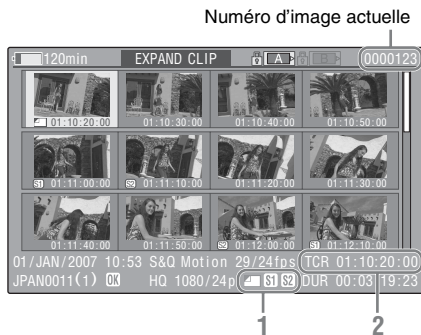 Numéro d'image actuelle
120min EXPAND CLIP A B 0000123
01:10:20:00 01:10:30:00 01:10:40:00 01:10:50:00
S1 01:11:00:00 S2 01:11:10:00 01:11:20:00 01:11:30:00
01:11:40:00 01:11:50:00 S2 01:12:00:00 S1 01:12:10:00
01/JAN/2007 10:53 S&Q Motion 29/24fps TCR 01:10:20:00
JPAN0011(1) OK HQ 1080/24p S1 S2 DUR 00:03:19:23
1 2